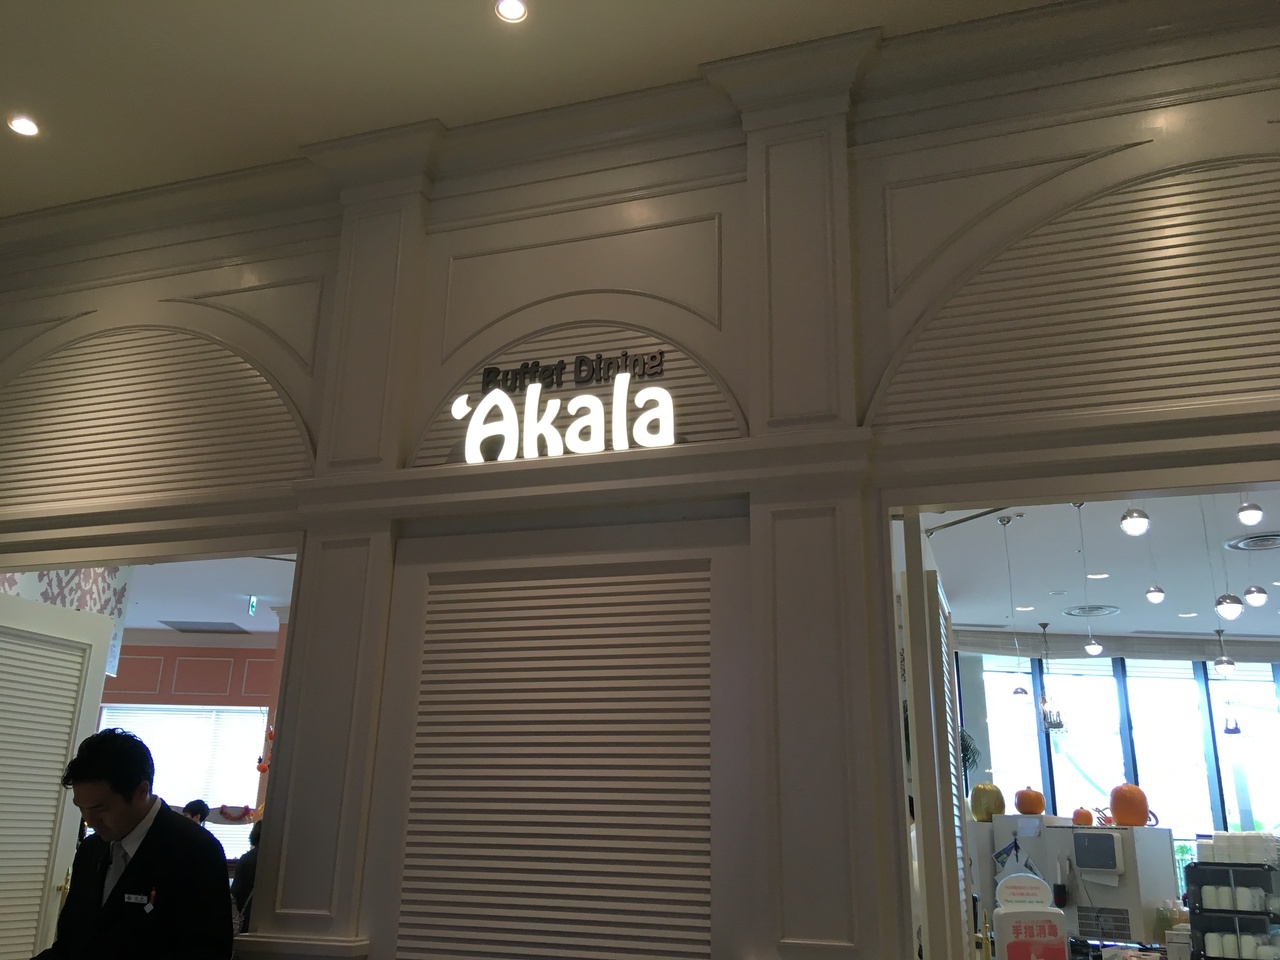 Buffet Dining
‘Akala
手指消毒